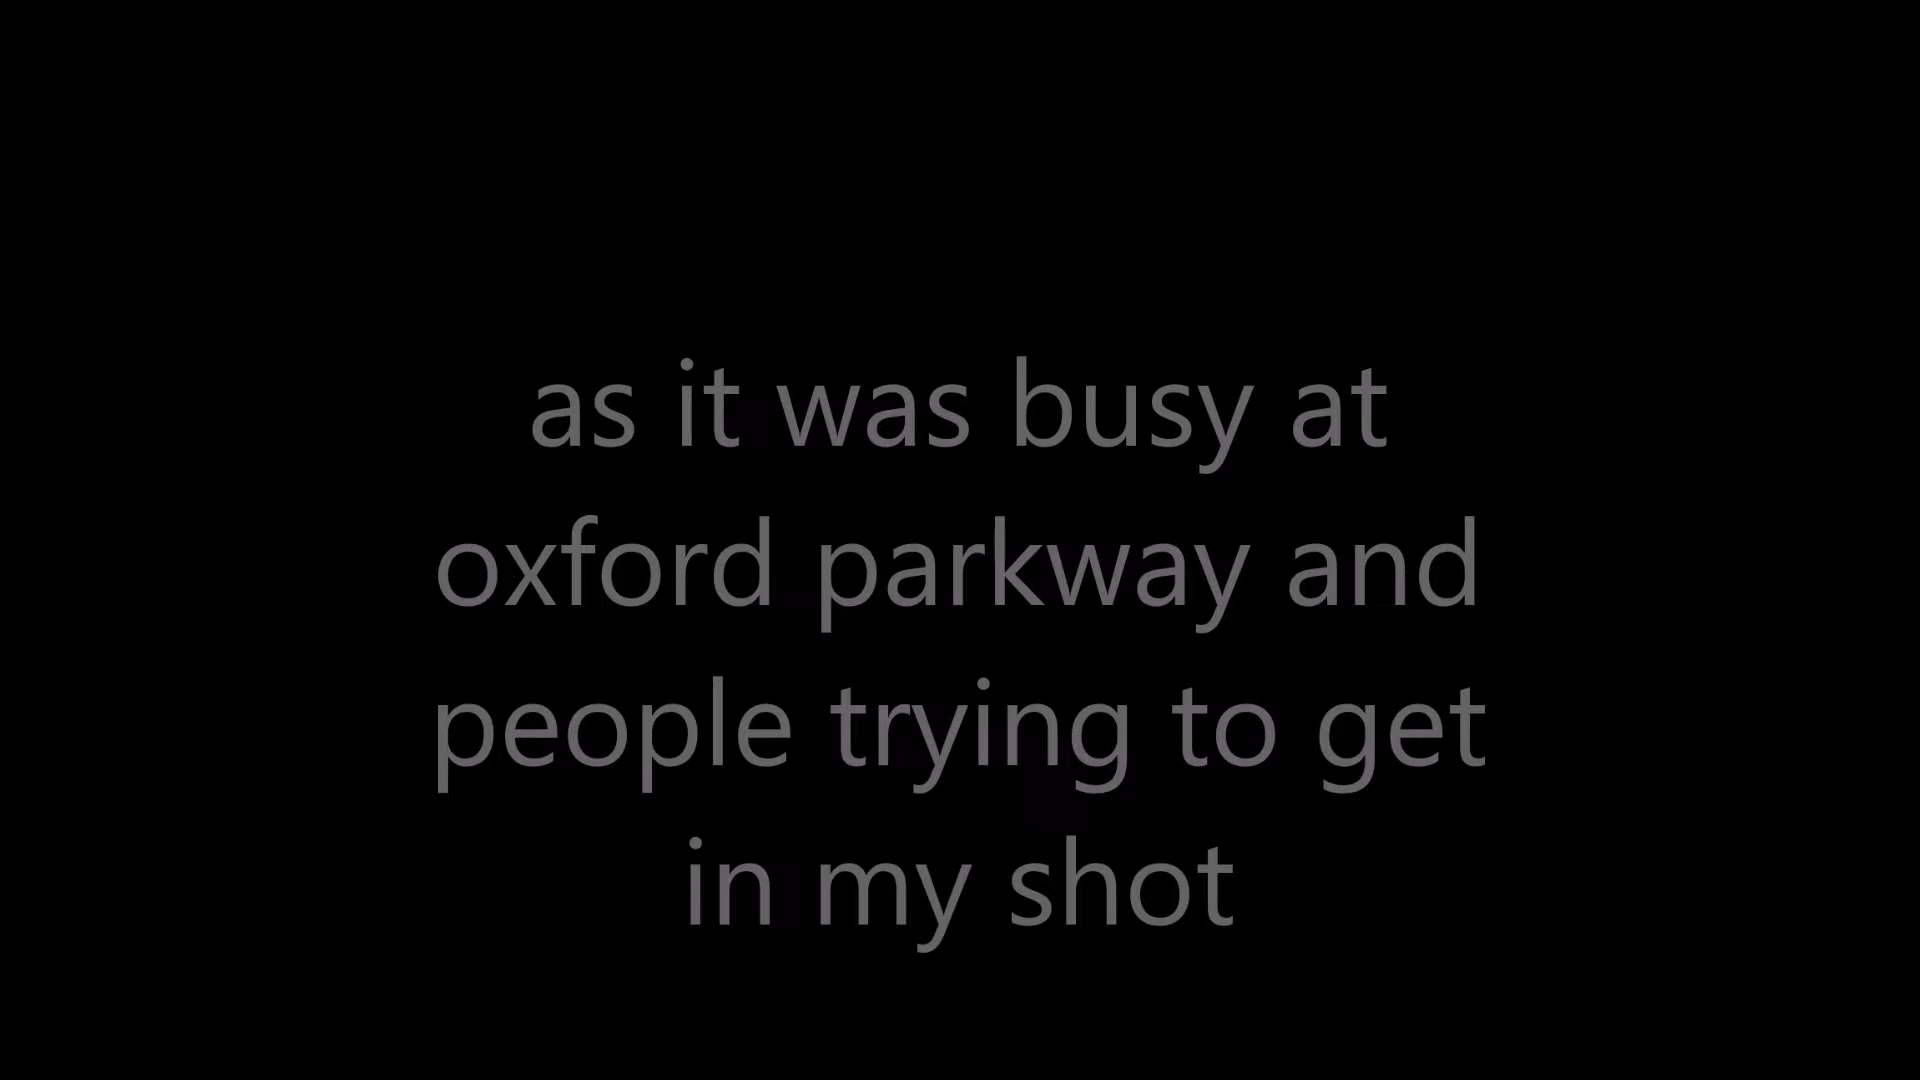 as it was busy at
oxford parkway and
people trying to get
in my shot